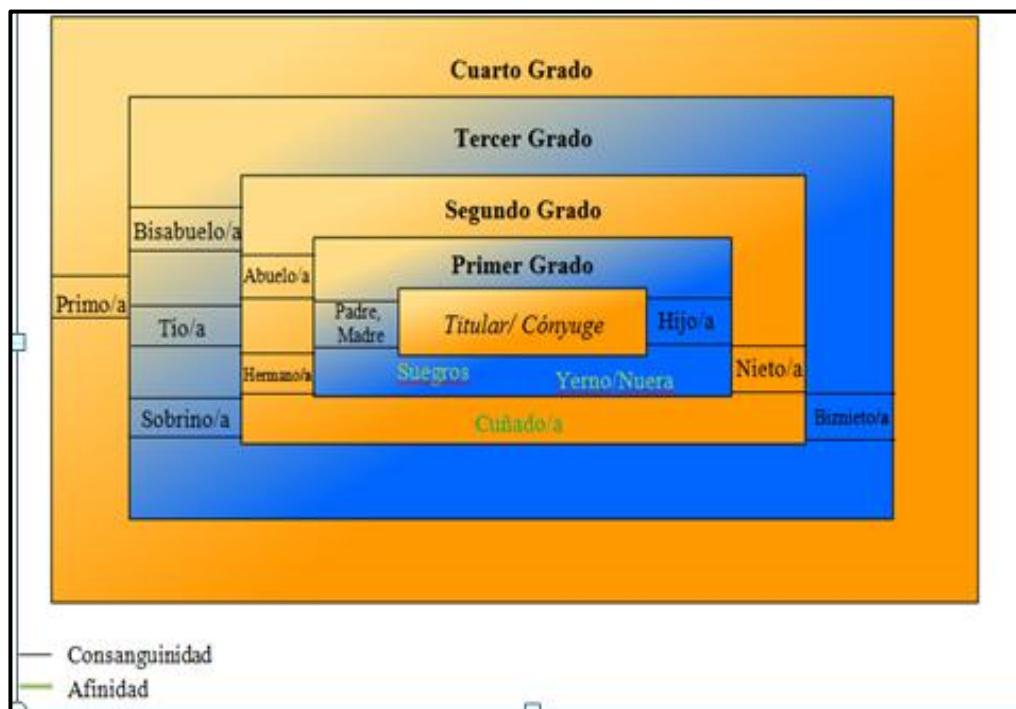 Cuarto Grado
Tercer Grado
Segundo Grado
Primer Grado
Titular/ Cónyuge
Bisabuelo/a
Abuelo/a
Primo/a
Padre,
Madre
Hijo/a
Tío/a
Suegros
Yerno/Nuera
Hermano/a
Nieto/a
Sobrino/a
Cuñado/a
Biznieto/a
Consanguinidad
Afinidad